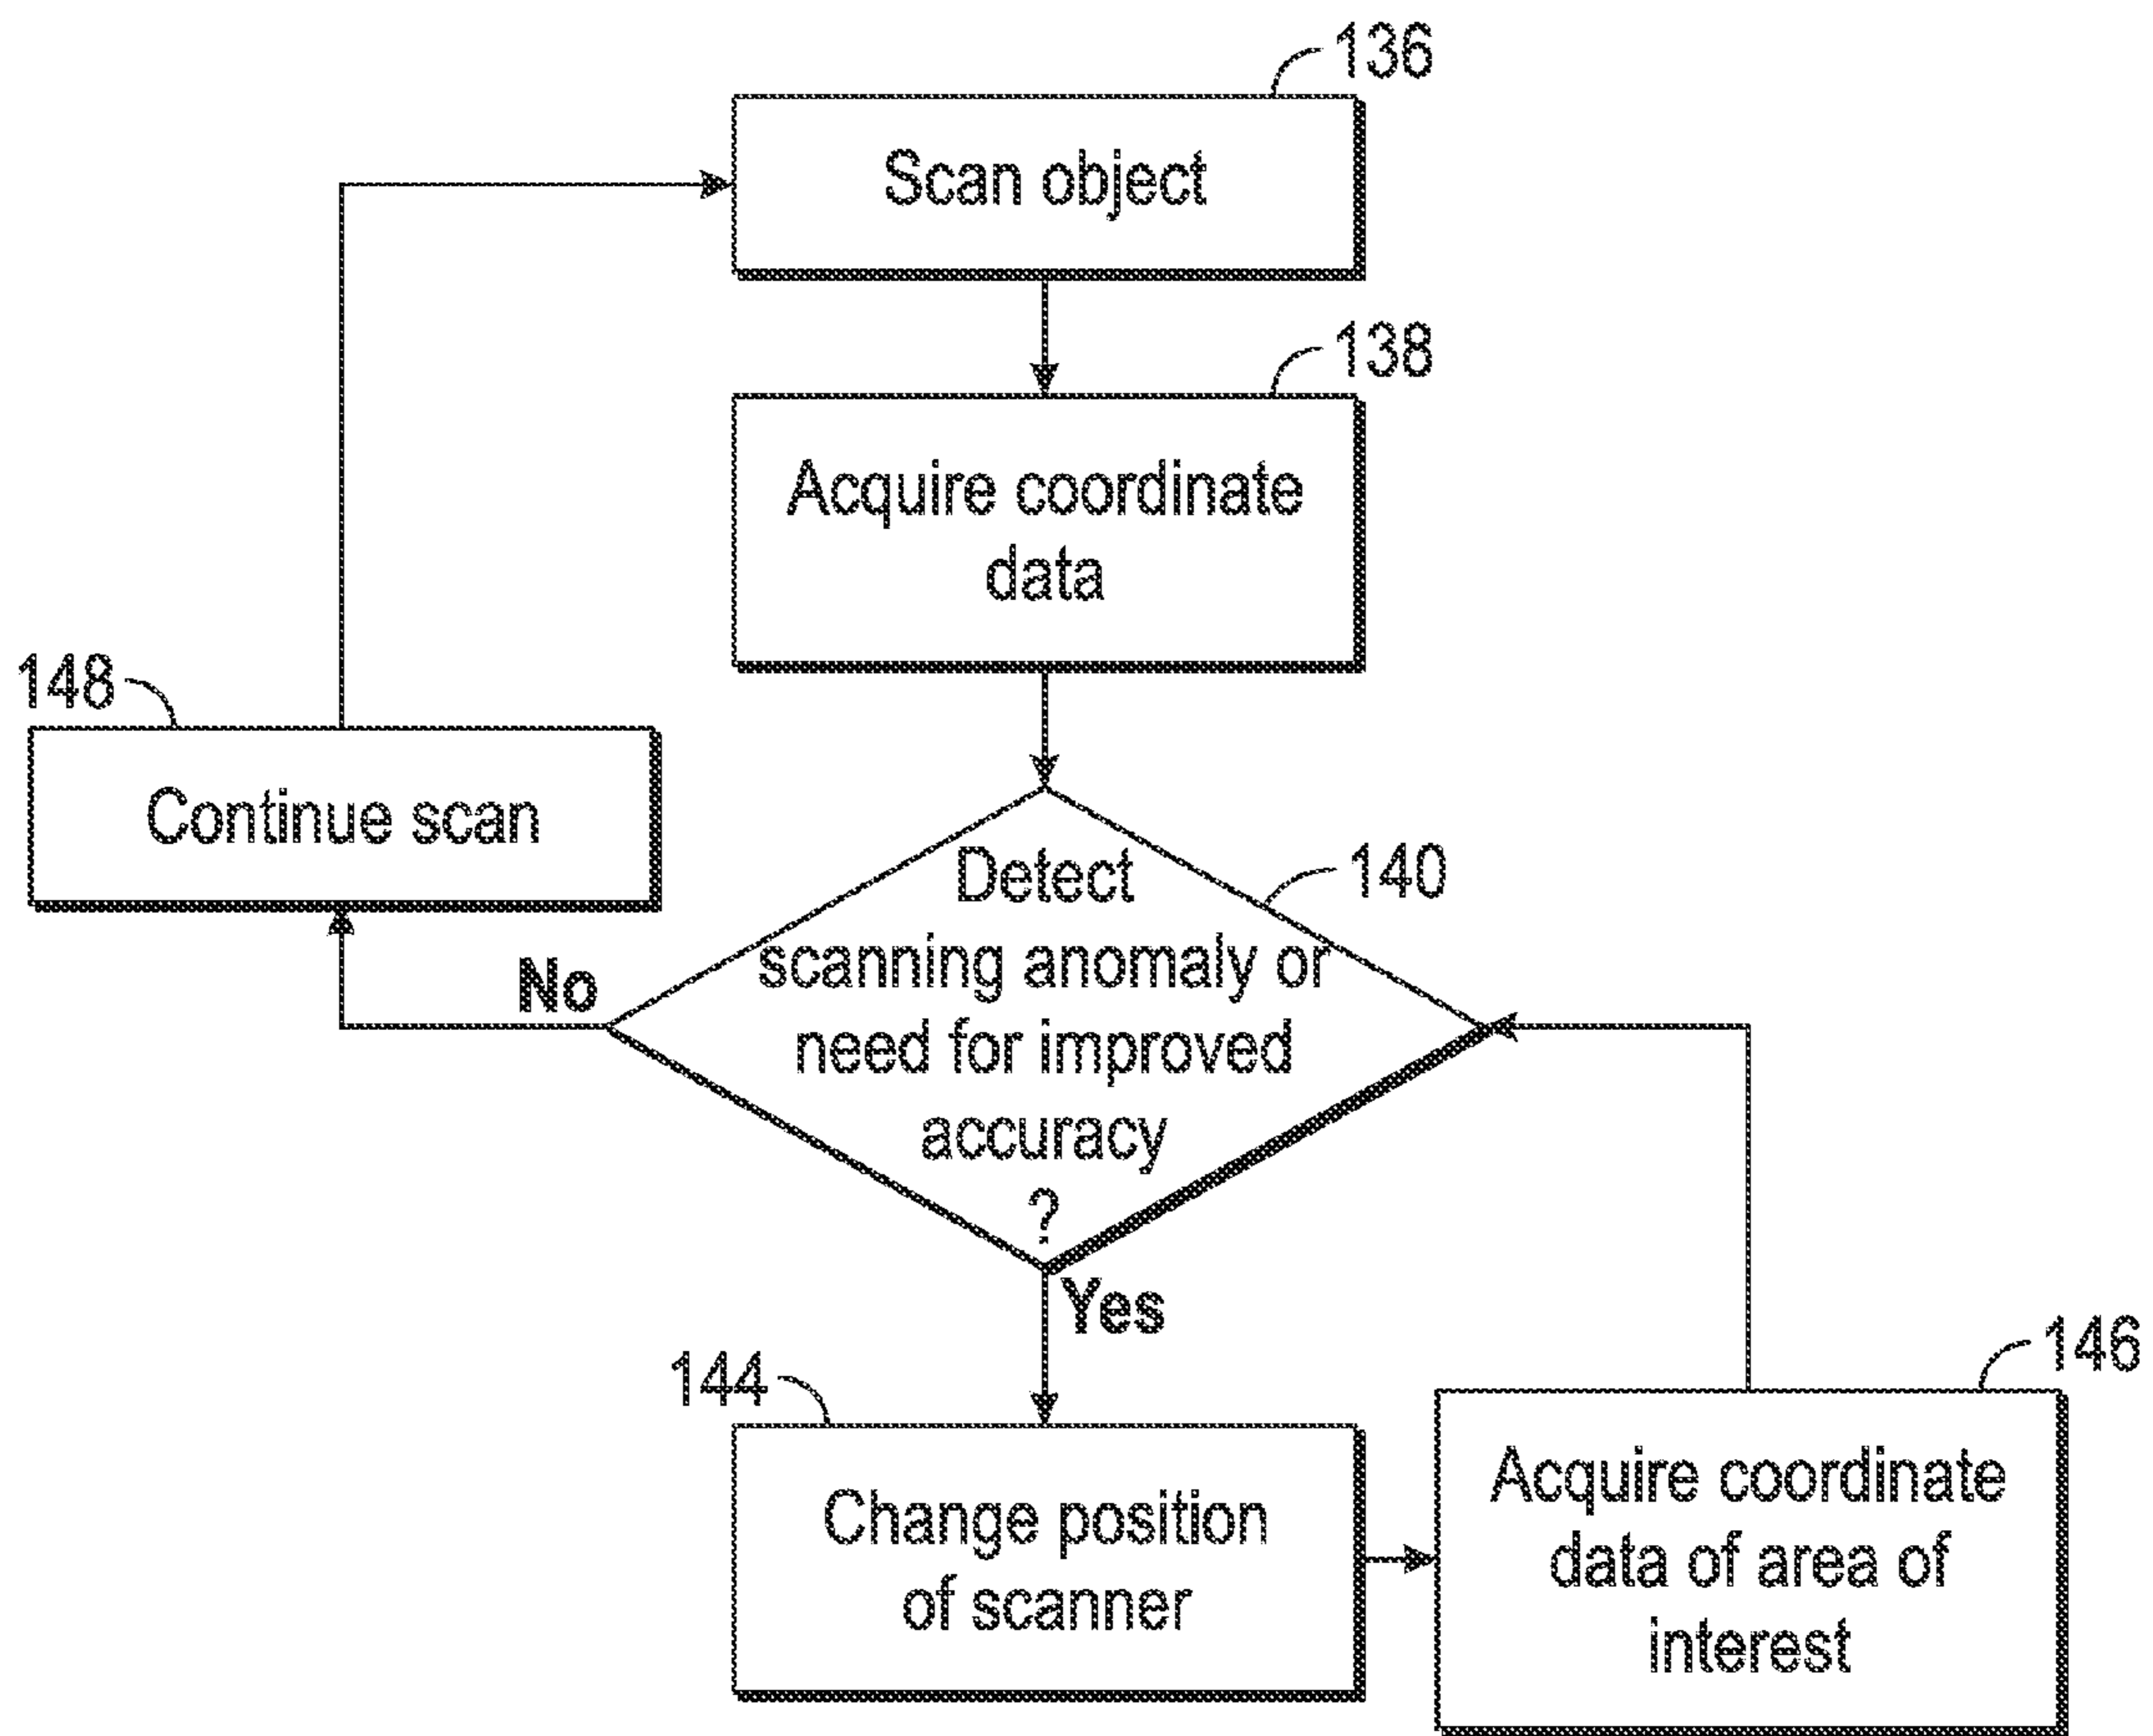 136
Scan object
138
Acquire coordinate
data
148
Continue scan
140
Detect
scanning anomaly or
need for improved
accuracy
?
No
Yes
144
Change position
of scanner
146
Acquire coordinate
data of area of
interest